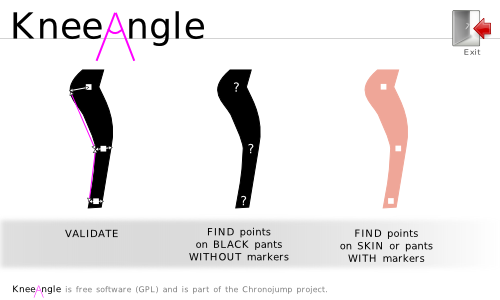 KneeAngle
Exit
?
?
?
VALIDATE
FIND points
on BLACK pants
WITHOUT markers
FIND points
on SKIN or pants
WITH markers
KneeAngle is free software (GPL) and is part of the Chronojump project.